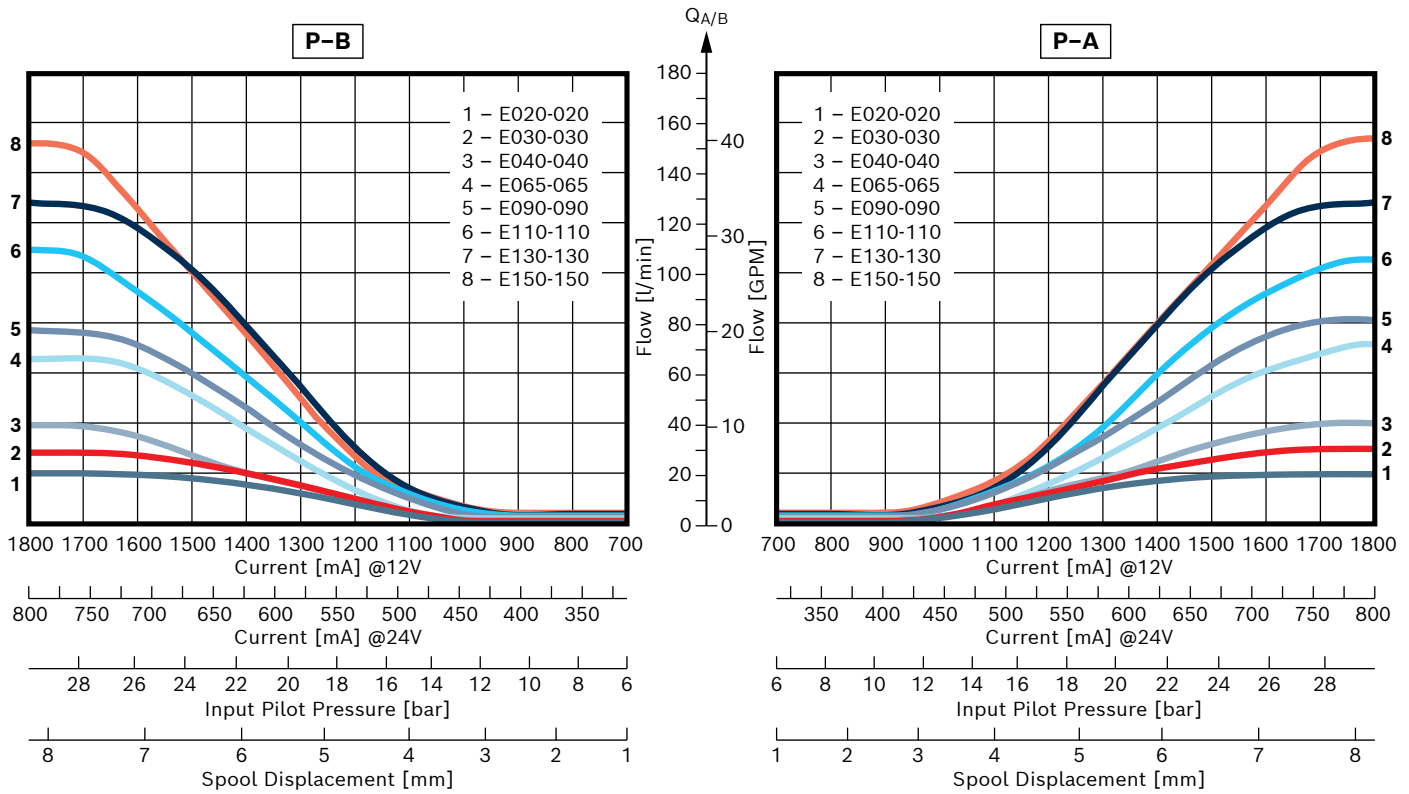 Q A/B
P–B
P–A
180
160
140
120
100
80
60
40
20
0
40
30
20
10
0
Flow [l/min]
Flow [GPM]
8
7
6
5
4
3
2
1
1 – E020-020
2 – E030-030
3 – E040-040
4 – E065-065
5 – E090-090
6 – E110-110
7 – E130-130
8 – E150-150
1 – E020-020
2 – E030-030
3 – E040-040
4 – E065-065
5 – E090-090
6 – E110-110
7 – E130-130
8 – E150-150
8
7
6
5
4
3
2
1
1800 1700 1600 1500 1400 1300 1200 1100 1000 900 800 700
Current [mA] @12V
800 750 700 650 600 550 500 450 400 350
Current [mA] @24V
28 26 24 22 20 18 16 14 12 10 8 6
Input Pilot Pressure [bar]
8 7 6 5 4 3 2 1
Spool Displacement [mm]
700 800 900 1000 1100 1200 1300 1400 1500 1600 1700 1800
Current [mA] @12V
350 400 450 500 550 600 650 700 750 800
Current [mA] @24V
6 8 10 12 14 16 18 20 22 24 26 28
Input Pilot Pressure [bar]
1 2 3 4 5 6 7 8
Spool Displacement [mm]